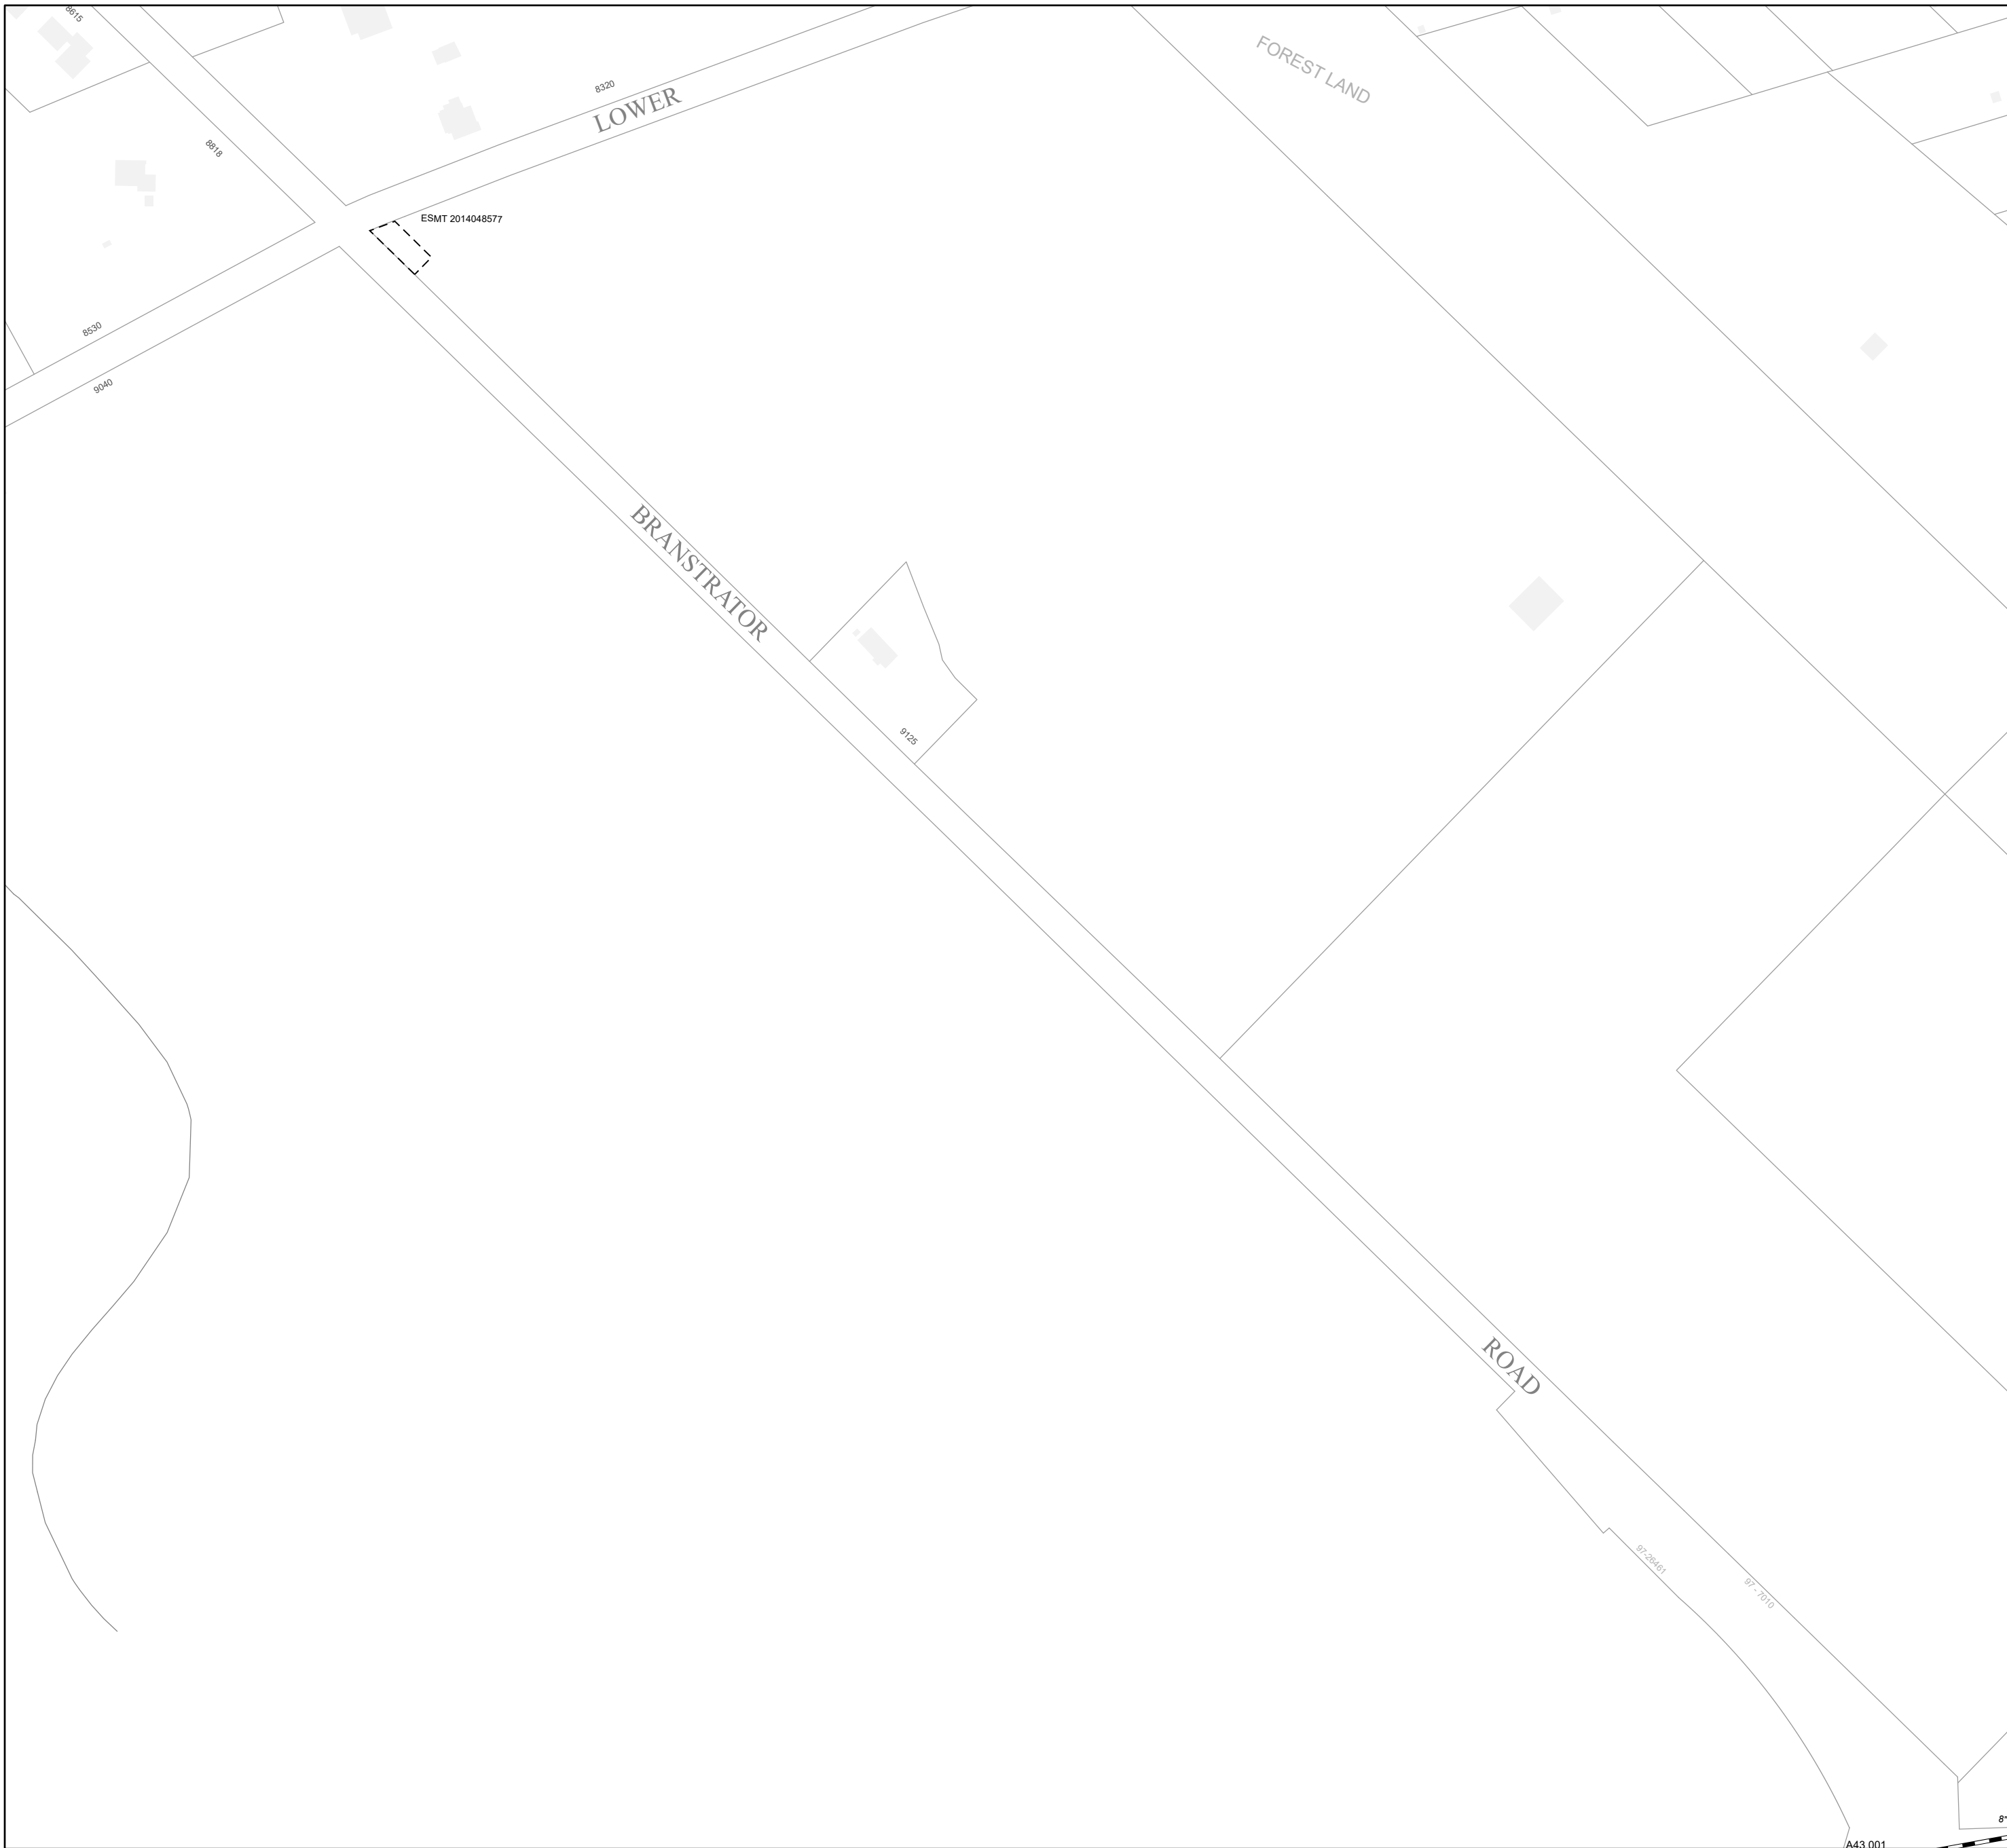 8615
FOREST LAND
8320
LOWER
8818
ESMT 2014048577
8530
9040
BRANSTRATOR
9125
ROAD
97-26461
97 - 7010
8"
A43 001